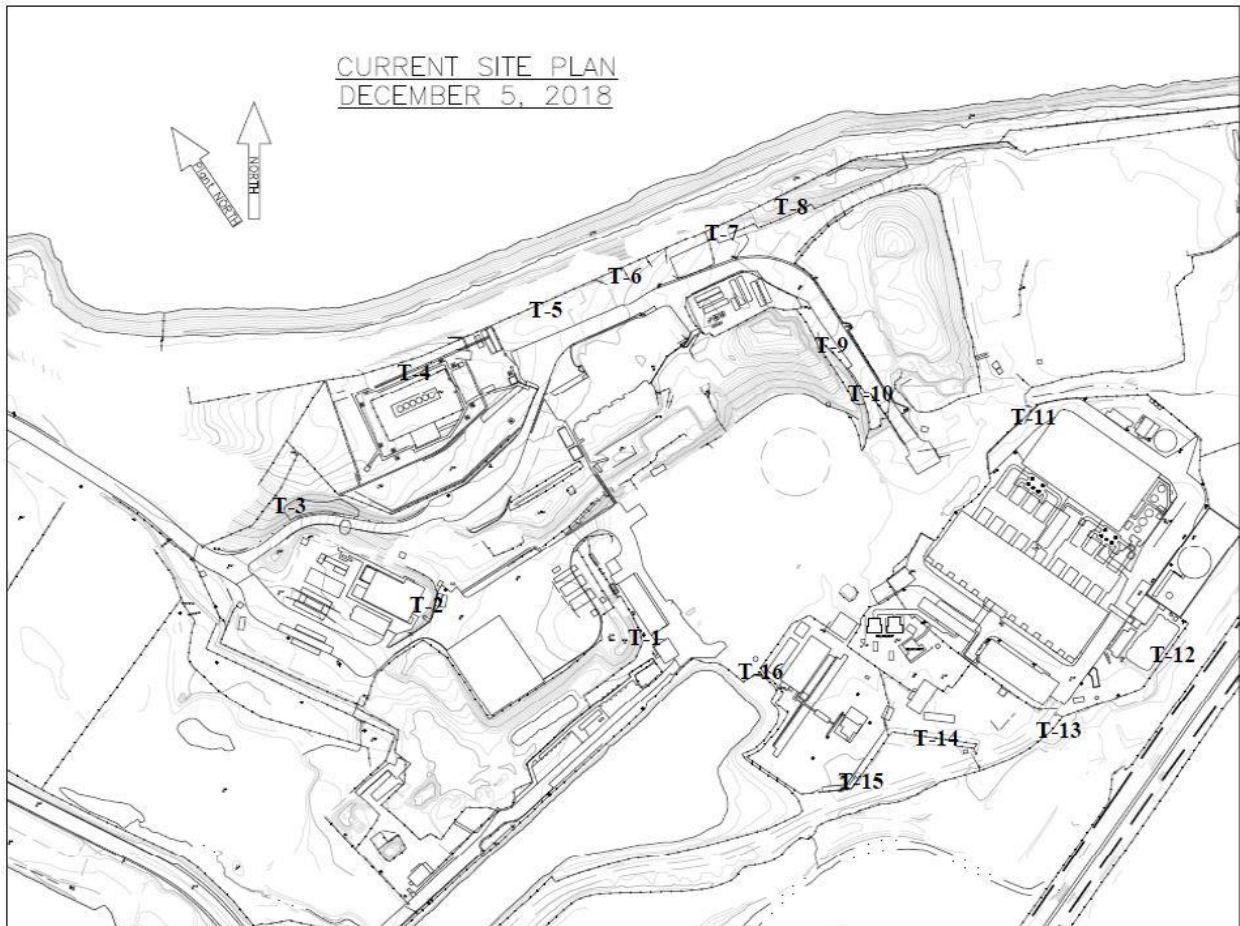 CURRENT SITE PLAN
DECEMBER 5, 2018
Plant NORTH
NORTH
T-8
T-7
T-6
T-5
T-9
T-4
T-10
T-11
T-3
T-2
T-1
T-12
T-16
T-13
T-14
T-15